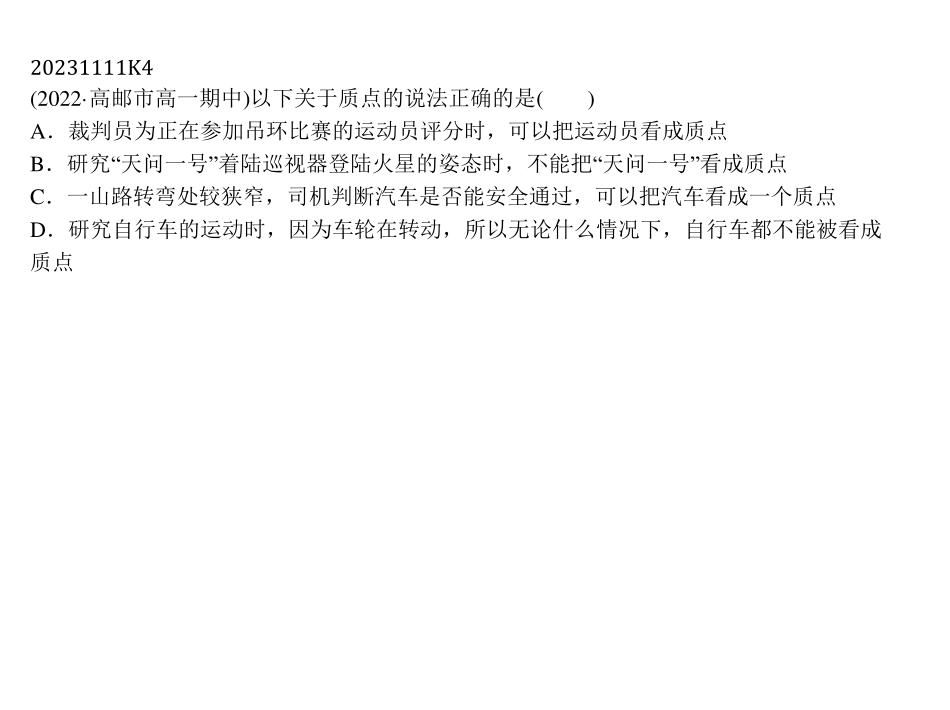 20231111K4
(2022·高邮市高一期中)以下关于质点的说法正确的是(　　)
A．裁判员为正在参加吊环比赛的运动员评分时，可以把运动员看成质点
B．研究“天问一号”着陆巡视器登陆火星的姿态时，不能把“天问一号”看成质点
C．一山路转弯处较狭窄，司机判断汽车是否能安全通过，可以把汽车看成一个质点
D．研究自行车的运动时，因为车轮在转动，所以无论什么情况下，自行车都不能被看成
质点